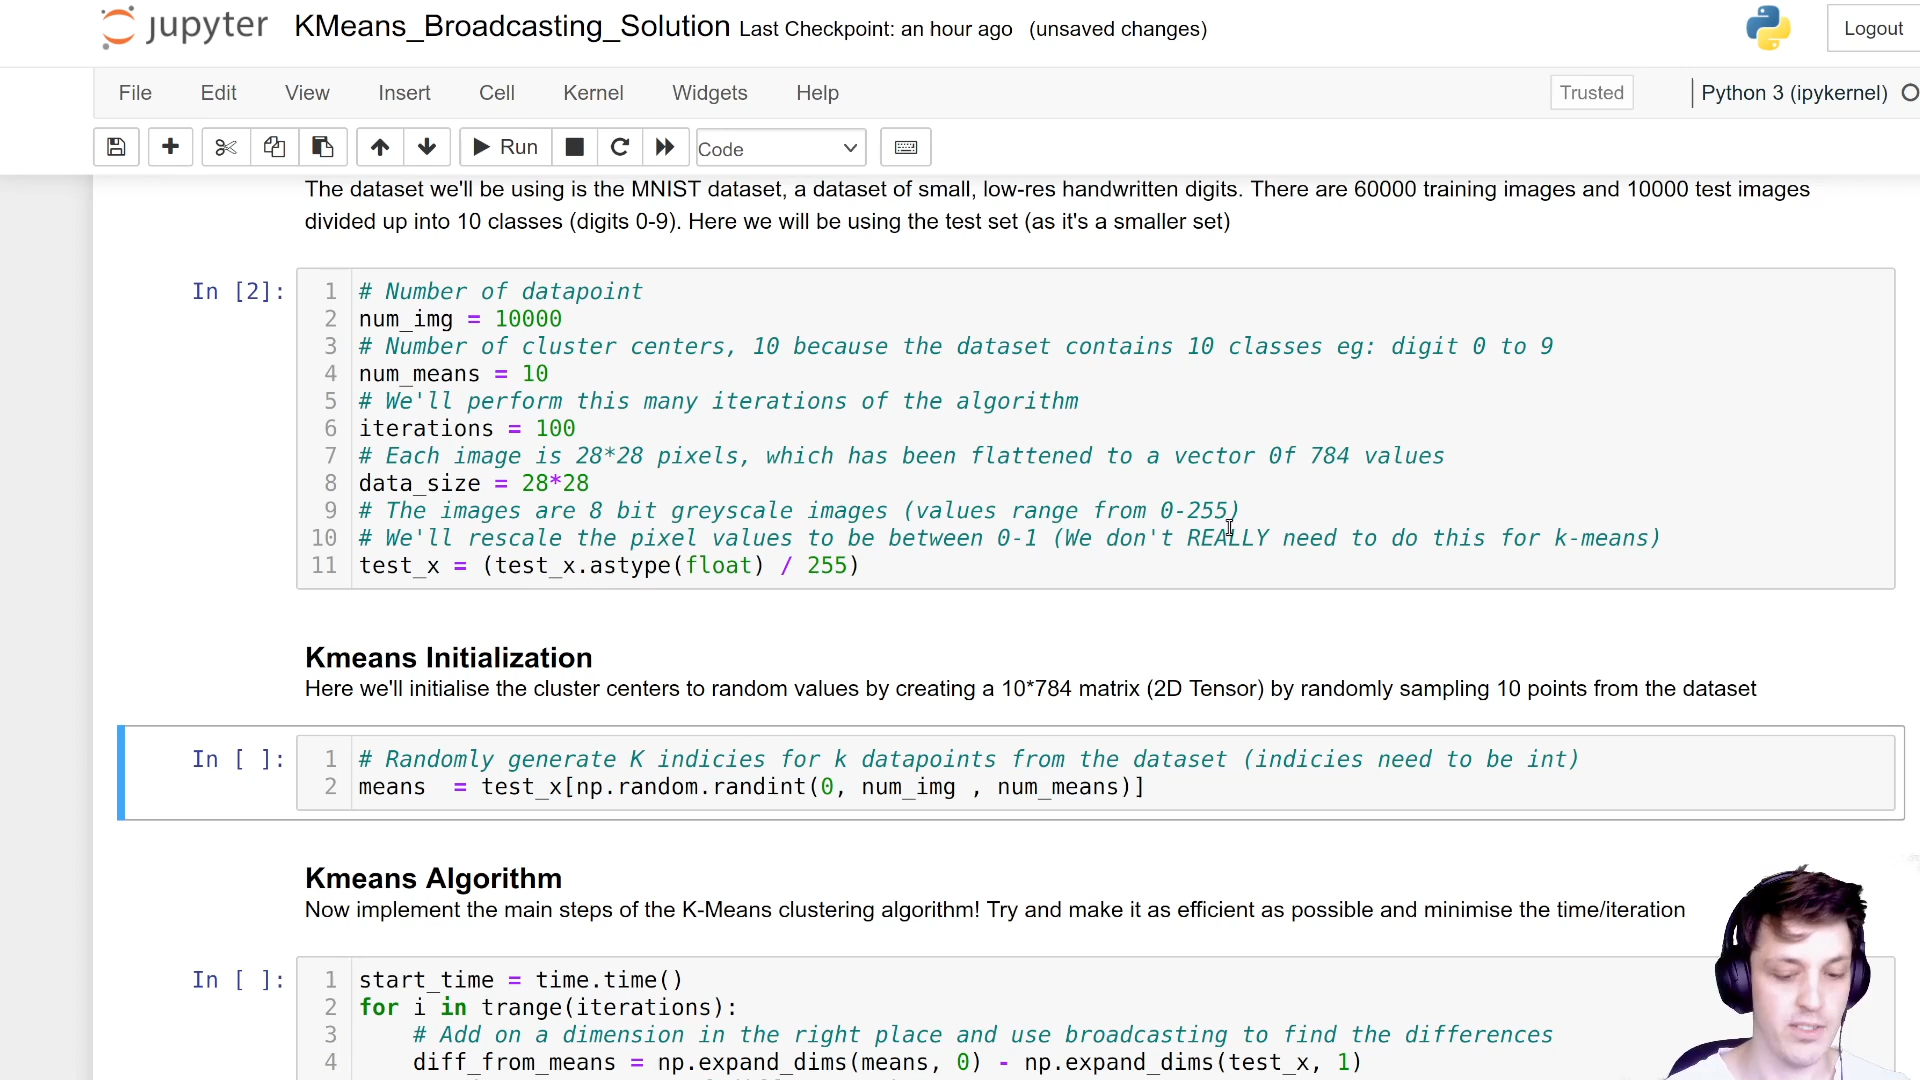 jupyter KMeans_Broadcasting_Solution Last Checkpoint: an hour ago (unsaved changes) Logout
File Edit View Insert Cell Kernel Widgets Help Trusted Python 3 (ipykernel)
Run Code
The dataset we'll be using is the MNIST dataset, a dataset of small, low-res handwritten digits. There are 60000 training images and 10000 test images
divided up into 10 classes (digits 0-9). Here we will be using the test set (as it's a smaller set)
In [2]: 1 # Number of datapoint
2 num_img = 10000
3 # Number of cluster centers, 10 because the dataset contains 10 classes eg: digit 0 to 9
4 num_means = 10
5 # We'll perform this many iterations of the algorithm
6 iterations = 100
7 # Each image is 28*28 pixels, which has been flattened to a vector 0f 784 values
8 data_size = 28*28
9 # The images are 8 bit greyscale images (values range from 0-255)
10 # We'll rescale the pixel values to be between 0-1 (We don't REALLY need to do this for k-means)
11 test_x = (test_x.astype(float) / 255)
Kmeans Initialization
Here we'll initialise the cluster centers to random values by creating a 10*784 matrix (2D Tensor) by randomly sampling 10 points from the dataset
In [ ]: 1 # Randomly generate K indicies for k datapoints from the dataset (indicies need to be int)
2 means  = test_x[np.random.randint(0, num_img , num_means)]
Kmeans Algorithm
Now implement the main steps of the K-Means clustering algorithm! Try and make it as efficient as possible and minimise the time/iteration
In [ ]: 1 start_time = time.time()
2 for i in trange(iterations):
3     # Add on a dimension in the right place and use broadcasting to find the differences
4     diff_from_means = np.expand_dims(means, 0) - np.expand_dims(test_x, 1)